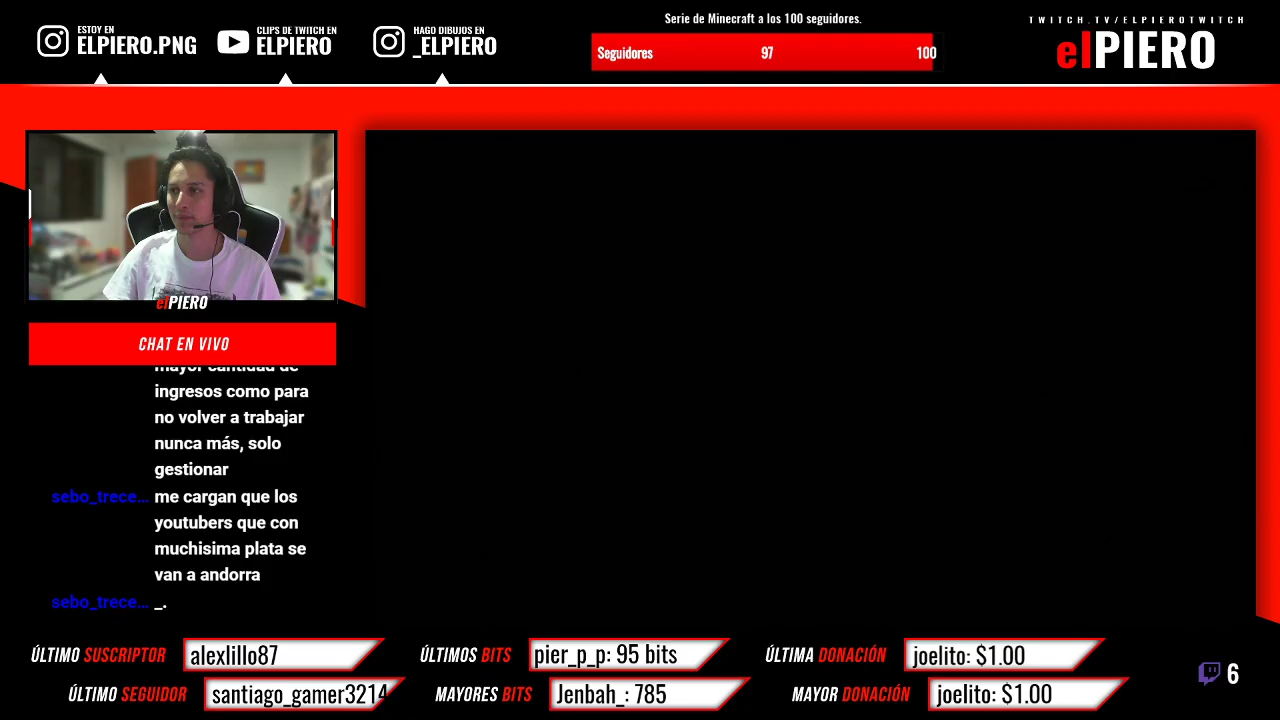 ESTOY EN
ELPIERO.PNG
CLIPS DE TWITCH EN
ELPIERO
HAGO DIBUJOS EN
_ELPIERO
Serie de Minecraft a los 100 seguidores.
Seguidores 97 100
TWITCH.TV/ELPIEROTWITCH
elPIERO
elPIERO
CHAT EN VIVO
mayor cantidad de
ingresos como para
no volver a trabajar
nunca más, solo
gestionar
sebo_trece... me cargan que los
youtubers que con
muchisima plata se
van a andorra
sebo_trece... _.
ÚLTIMO SUSCRIPTOR alexlillo87
ÚLTIMOS BITS pier_p_p: 95 bits
ÚLTIMA DONACIÓN joelito: $1.00
ÚLTIMO SEGUIDOR santiago_gamer3214
MAYORES BITS Jenbah_: 785
MAYOR DONACIÓN joelito: $1.00
6